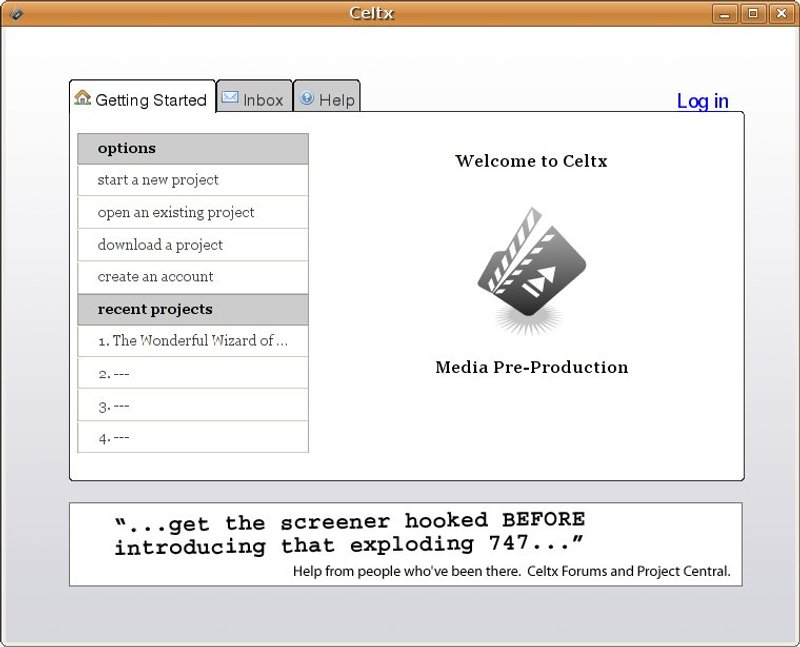 Celtx
Getting Started
Inbox
Help
Log in
options
start a new project
open an existing project
download a project
create an account
recent projects
1. The Wonderful Wizard of ...
2. ---
3. ---
4. ---
Welcome to Celtx
Media Pre-Production
“...get the screener hooked BEFORE
introducing that exploding 747...”
Help from people who've been there. Celtx Forums and Project Central.